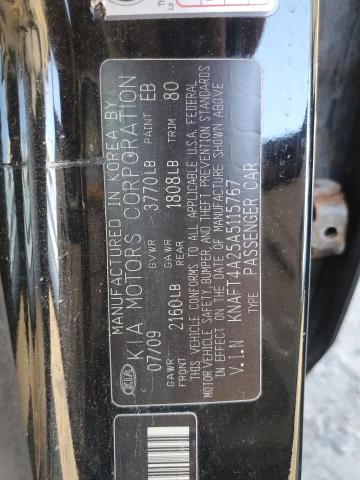 MANUFACTURED IN KOREA BY
KIA KIA MOTORS CORPORATION
07/09 GVWR 3770LB PAINT EB
GAWR FRONT 2160LB GAWR REAR 1808LB TRIM 80
THIS VEHICLE CONFORMS TO ALL APPLICABLE U.S.A. FEDERAL
MOTOR VEHICLE SAFETY, BUMPER, AND THEFT PREVENTION STANDARDS
IN EFFECT ON THE DATE OF MANUFACTURE SHOWN ABOVE
V.I.N KNAFT4A25A5115767
TYPE PASSENGER CAR